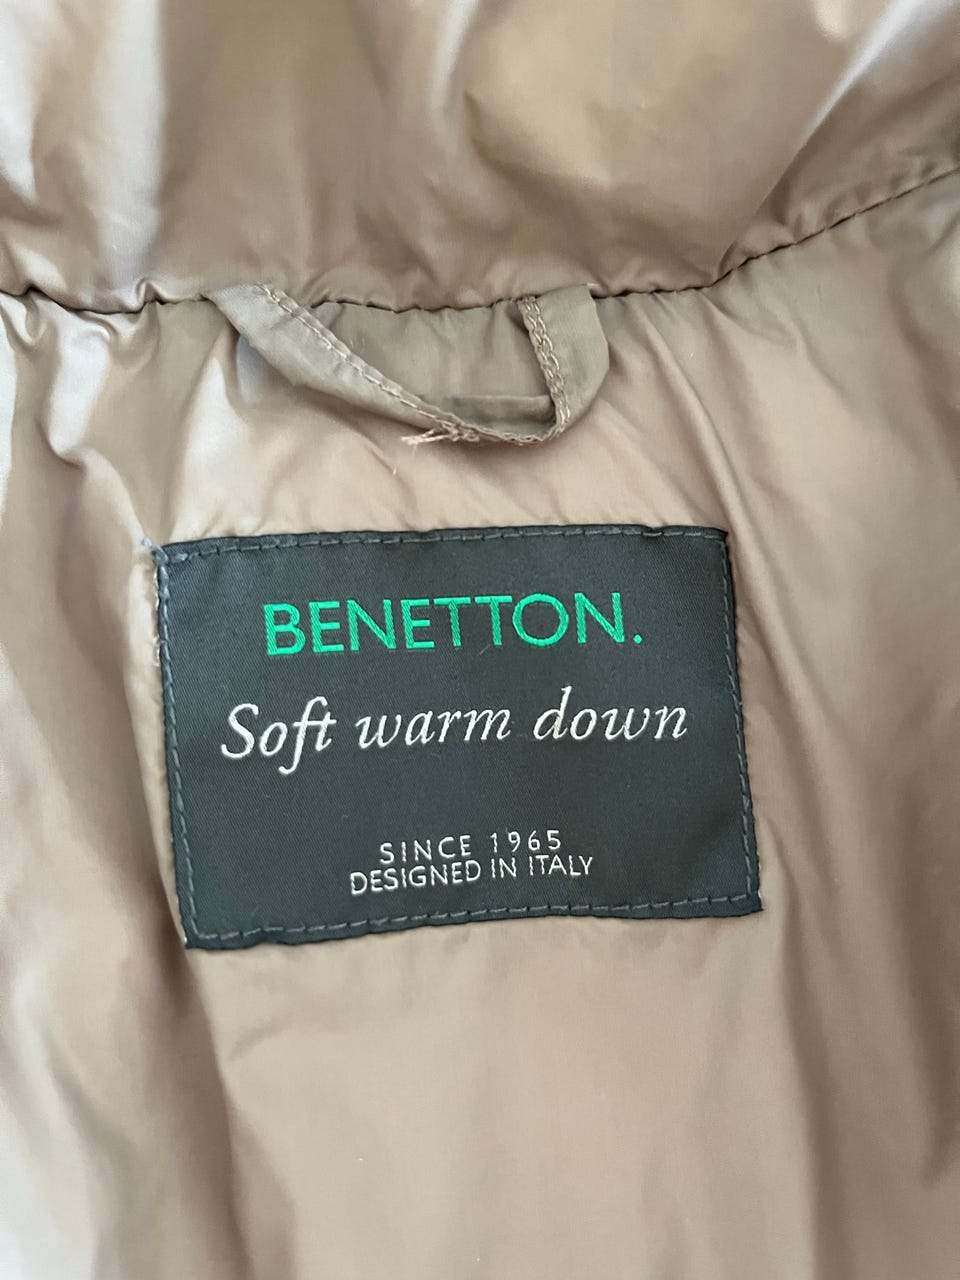 BENETTON.
Soft warm down
SINCE 1965
DESIGNED IN ITALY